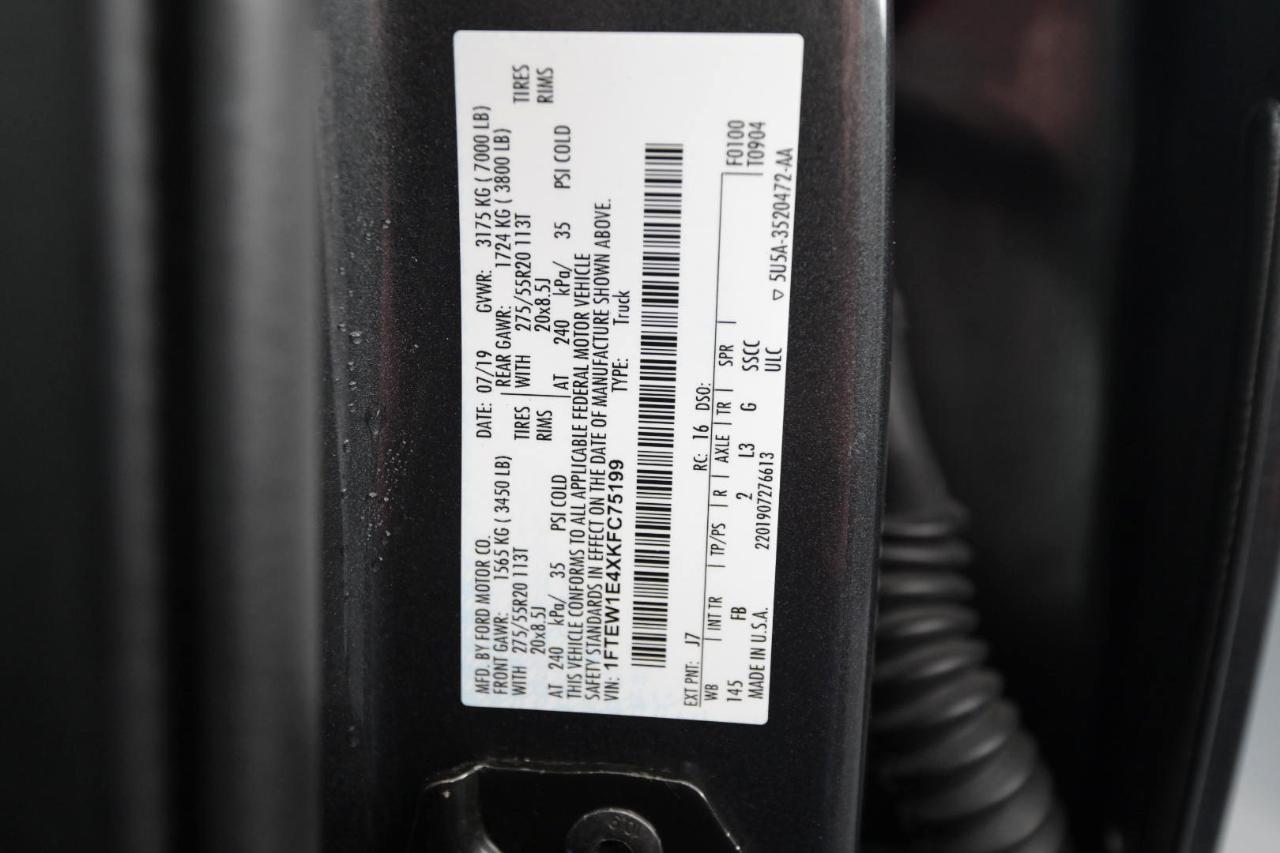 MFD. BY FORD MOTOR CO. DATE: 07/19 GVWR: 3175 KG ( 7000 LB)
FRONT GAWR: 1565 KG ( 3450 LB) REAR GAWR: 1724 KG ( 3800 LB)
WITH 275/55R20 113T TIRES WITH 275/55R20 113T TIRES
20x8.5J RIMS 20x8.5J RIMS
AT 240 kPa/ 35 PSI COLD AT 240 kPa/ 35 PSI COLD
THIS VEHICLE CONFORMS TO ALL APPLICABLE FEDERAL MOTOR VEHICLE
SAFETY STANDARDS IN EFFECT ON THE DATE OF MANUFACTURE SHOWN ABOVE.
VIN: 1FTEW1E4XKFC75199 TYPE: Truck
EXT PNT: J7 RC: 16 DSO:
WB | INT TR | TP/PS | R | AXLE | TR | SPR | F0100
145 FB 2 L3 G SSCC T0904
MADE IN U.S.A. 2201907276613 ULC ▽ 5U5A-3520472-AA